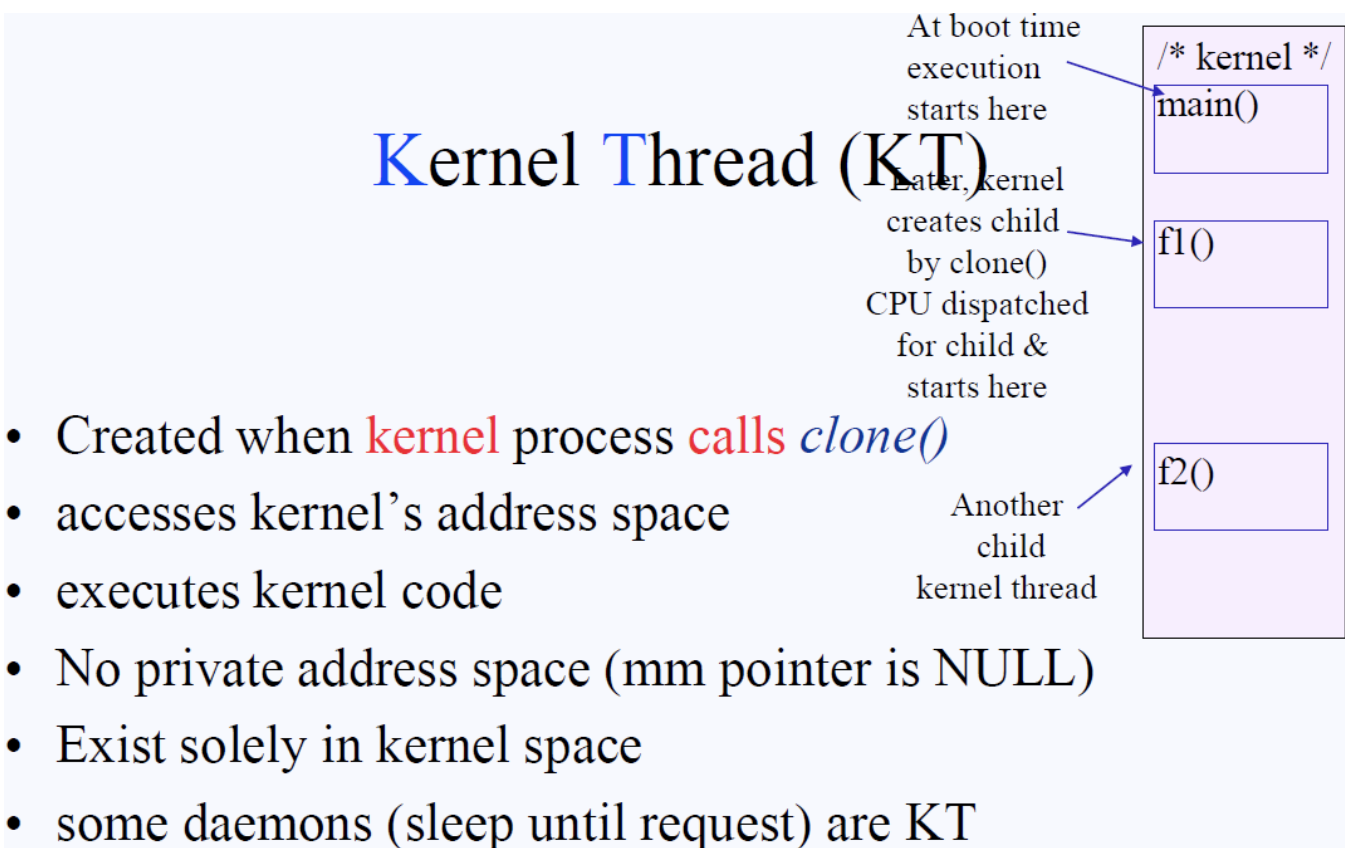 Kernel Thread (KT)
At boot time
execution
starts here
Later, kernel
creates child
by clone()
CPU dispatched
for child &
starts here
Another
child
kernel thread
/* kernel */
main()
f1()
f2()
• Created when kernel process calls clone()
• accesses kernel’s address space
• executes kernel code
• No private address space (mm pointer is NULL)
• Exist solely in kernel space
• some daemons (sleep until request) are KT